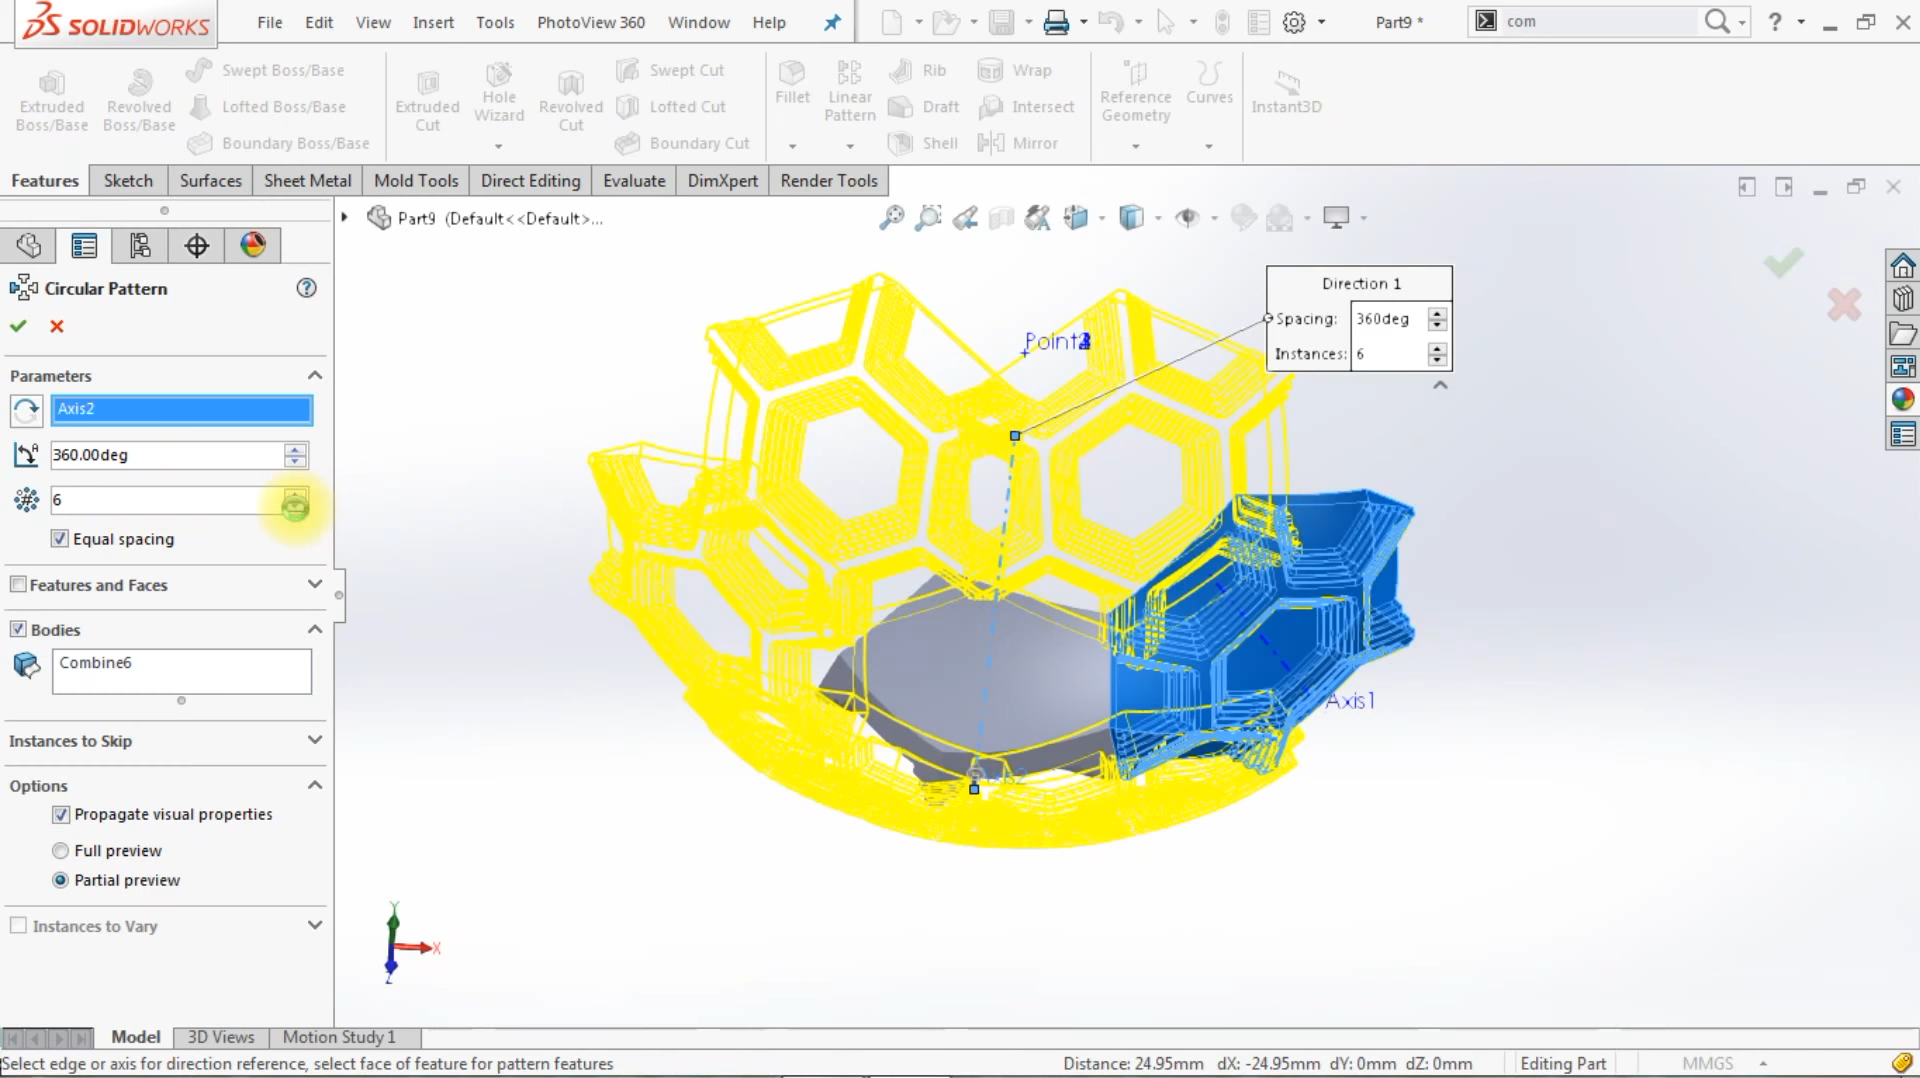 SOLIDWORKS File Edit View Insert Tools PhotoView 360 Window Help Part9 * com ?
Extruded Boss/Base
Revolved Boss/Base
Swept Boss/Base
Lofted Boss/Base
Boundary Boss/Base
Extruded Cut
Hole Wizard
Revolved Cut
Swept Cut
Lofted Cut
Boundary Cut
Fillet
Linear Pattern
Rib
Draft
Shell
Wrap
Intersect
Mirror
Reference Geometry
Curves
Instant3D
Features Sketch Surfaces Sheet Metal Mold Tools Direct Editing Evaluate DimXpert Render Tools
Part9 (Default<<Default>...
Circular Pattern
Parameters
Axis2
360.00deg
6
Equal spacing
Features and Faces
Bodies
Combine6
Instances to Skip
Options
Propagate visual properties
Full preview
Partial preview
Instances to Vary
Direction 1
Spacing: 360deg
Instances: 6
Axis1
Y
X
Z
Model 3D Views Motion Study 1
Select edge or axis for direction reference, select face of feature for pattern features Distance: 24.95mm dX: -24.95mm dY: 0mm dZ: 0mm Editing Part MMGS